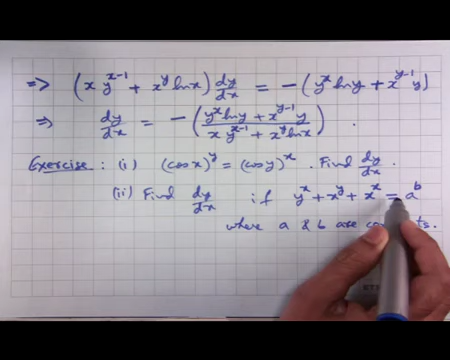 => (x y^{x-1} + x^y ln x) dy/dx = -(y^x ln y + x^{y-1} y)
=> dy/dx = -(y^x ln y + x^{y-1} y / x y^{x-1} + x^y ln x) .
Exercise : (i) (cos x)^y = (cos y)^x . Find dy/dx .
(ii) Find dy/dx if y^x + x^y + x^x = a^b
where a & b are